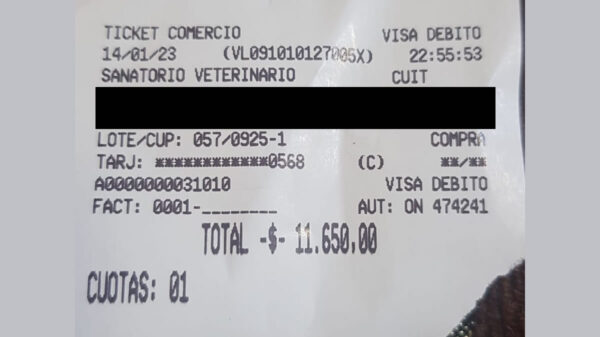 TICKET COMERCIO VISA DEBITO
14/01/23 (VL091010127005X) 22:55:53
SANATORIO VETERINARIO CUIT
LOTE/CUP: 057/0925-1 COMPRA
TARJ: ************0568 (C) **/**
A0000000031010 VISA DEBITO
FACT: 0001-________ AUT: ON 474241
TOTAL -$- 11.650,00
CUOTAS: 01